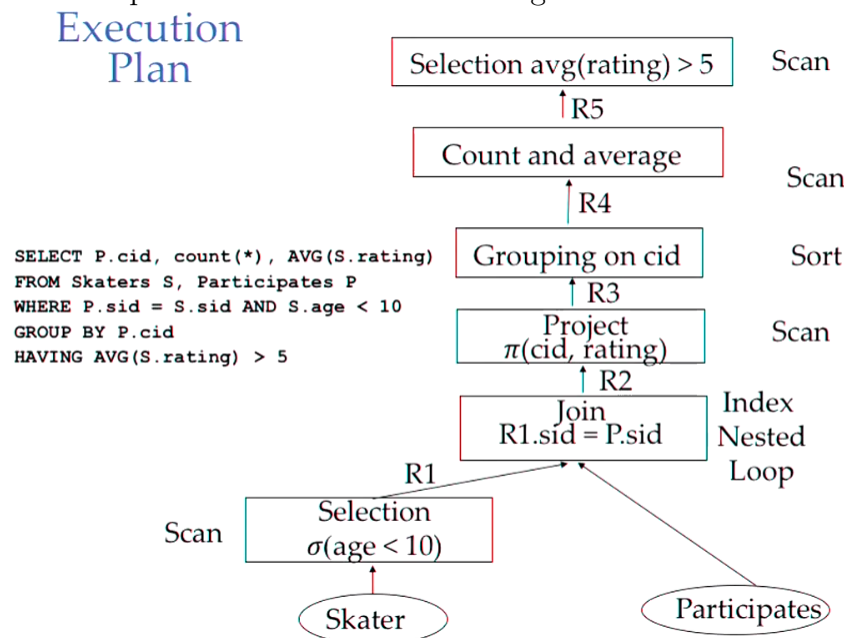 Execution
Plan
Selection avg(rating) > 5
Scan
R5
Count and average
Scan
R4
SELECT P.cid, count(*), AVG(S.rating)
FROM Skaters S, Participates P
WHERE P.sid = S.sid AND S.age < 10
GROUP BY P.cid
HAVING AVG(S.rating) > 5
Grouping on cid
Sort
R3
Project
π(cid, rating)
Scan
R2
Join
R1.sid = P.sid
Index
Nested
Loop
R1
Scan
Selection
σ(age < 10)
Skater
Participates